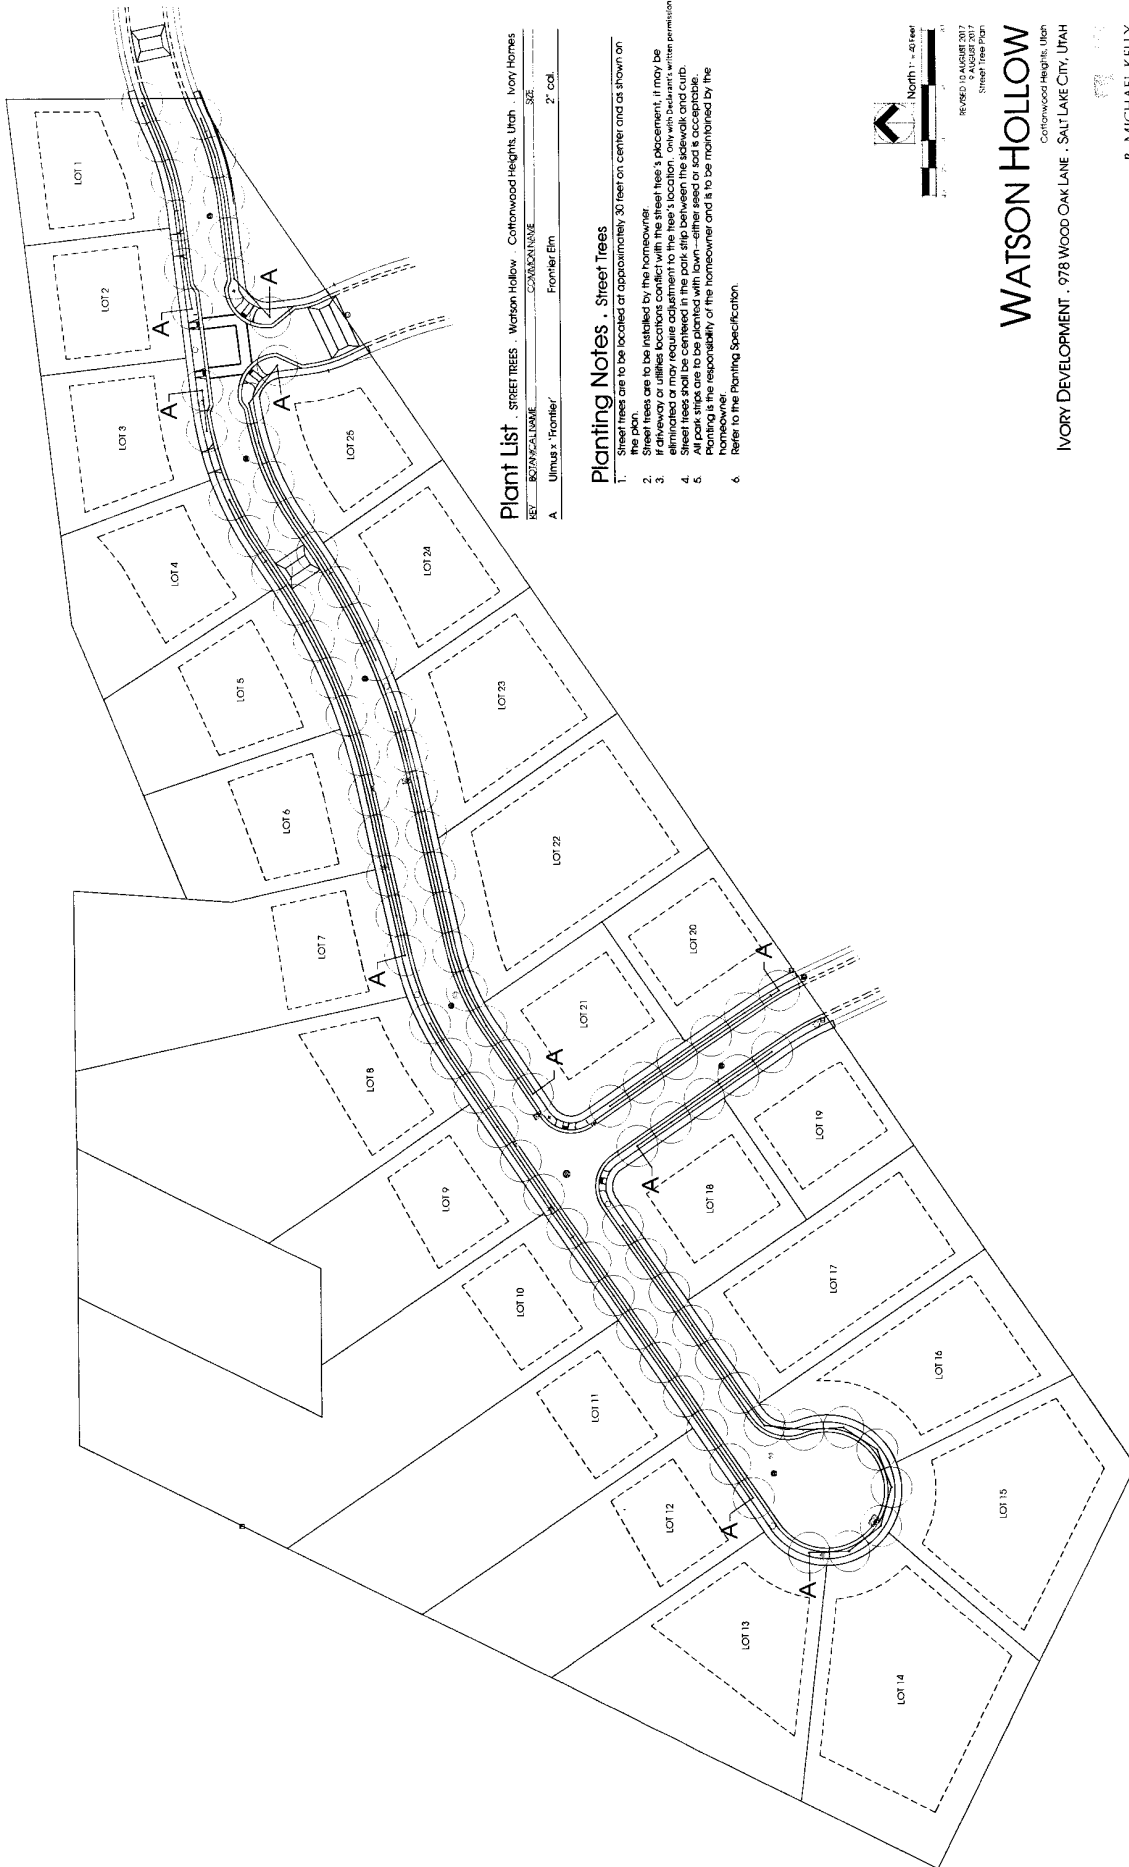 LOT 1
LOT 2
LOT 3
LOT 4
LOT 5
LOT 6
LOT 7
LOT 8
LOT 9
LOT 10
LOT 11
LOT 12
LOT 13
LOT 14
LOT 15
LOT 16
LOT 17
LOT 18
LOT 19
LOT 20
LOT 21
LOT 22
LOT 23
LOT 24
LOT 25
A
A
A
A
A
A
A
A
A
A
Plant List . STREET TREES . Watson Hollow . Cottonwood Heights, Utah . Ivory Homes
KEY BOTANICAL NAME COMMON NAME SIZE
A Ulmus x 'Frontier' Frontier Elm 2" cal.
Planting Notes . Street Trees
1. Street trees are to be located at approximately 30 feet on center and as shown on
the plan.
2. Street trees are to be installed by the homeowner.
3. If driveway or utilities locations conflict with the street tree's placement, it may be
eliminated or may require adjustment to the tree's location. Only with Declarant's written permission
4. Street trees shall be centered in the park strip between the sidewalk and curb.
5. All park strips are to be planted with lawn—either seed or sod is acceptable.
Planting is the responsibility of the homeowner and is to be maintained by the
homeowner.
6. Refer to the Planting Specification.
North 1" = 40 Feet
REVISED 10 AUGUST 2017
9 AUGUST 2017
Street Tree Plan
WATSON HOLLOW
Cottonwood Heights, Utah
IVORY DEVELOPMENT . 978 WOOD OAK LANE . SALT LAKE CITY, UTAH
R. MICHAEL KELLY